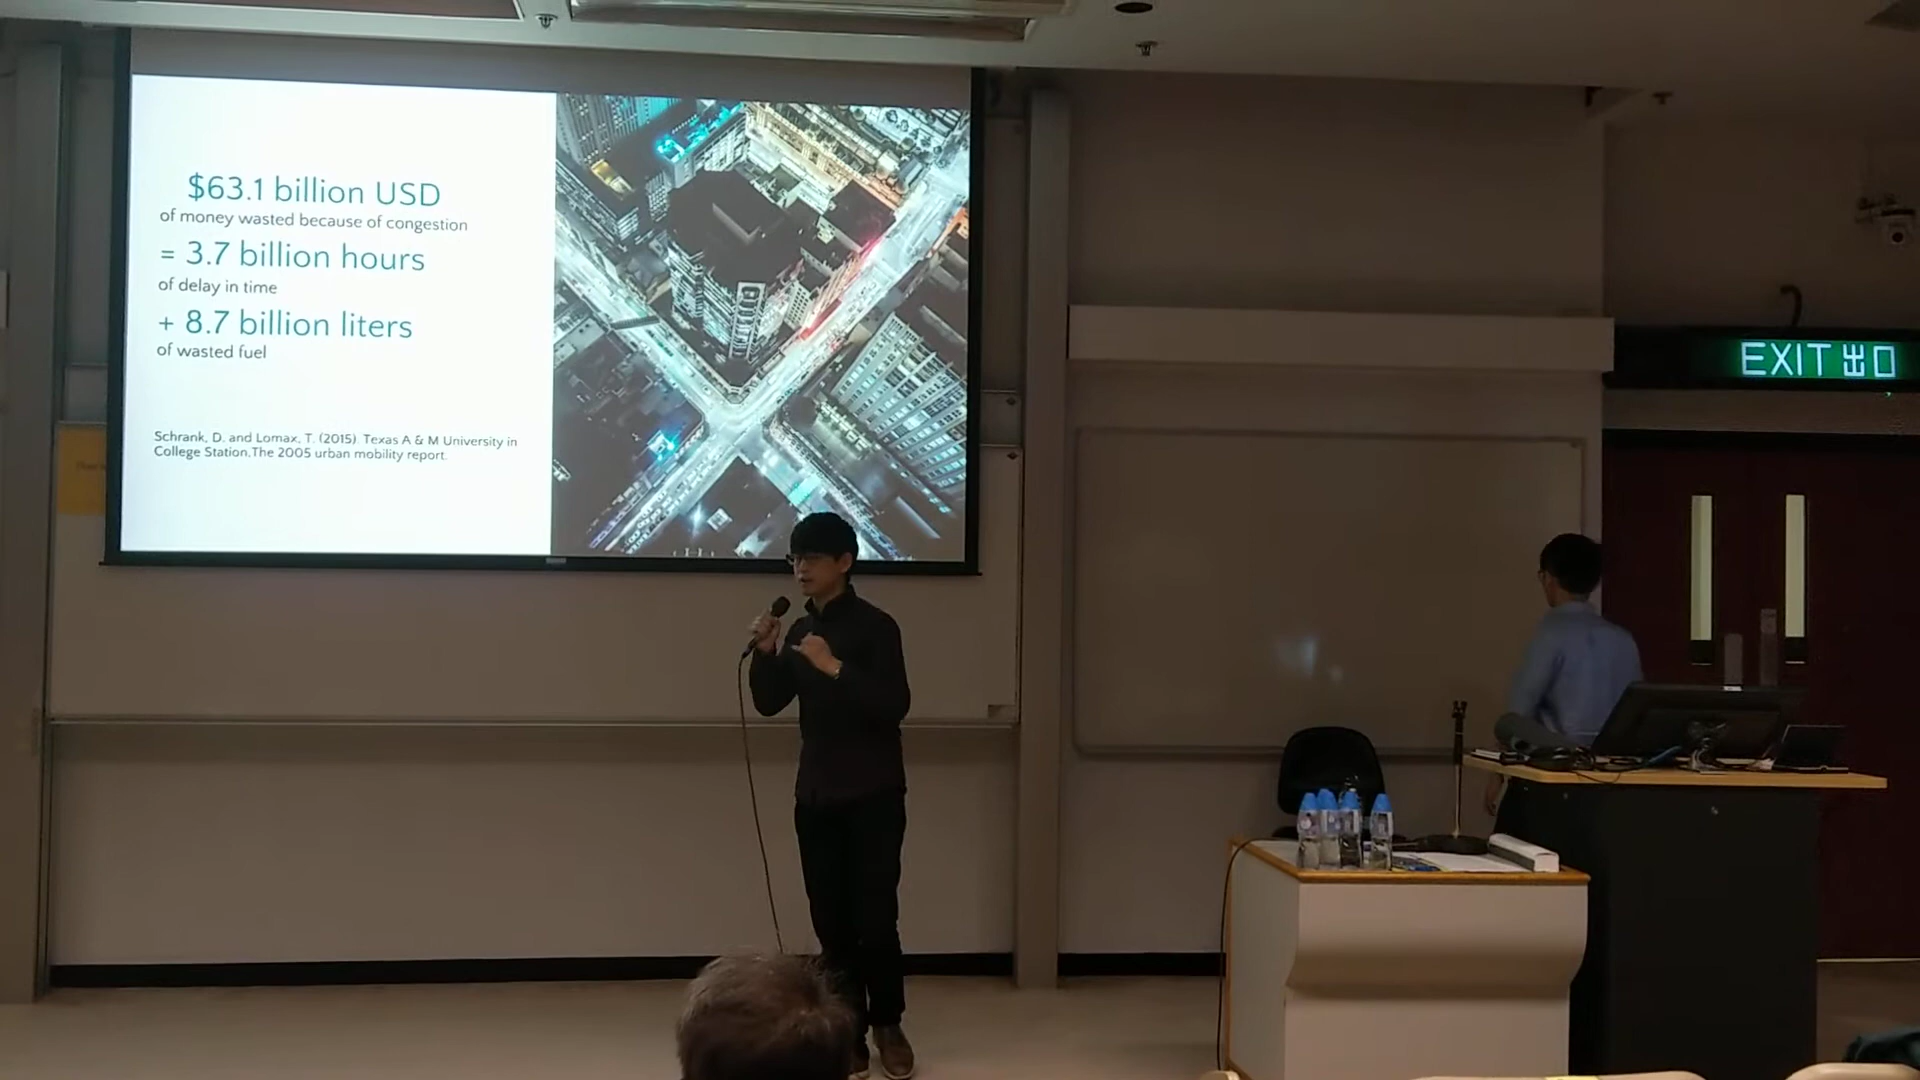 $63.1 billion USD
of money wasted because of congestion
= 3.7 billion hours
of delay in time
+ 8.7 billion liters
of wasted fuel
Schrank, D. and Lomax, T. (2015). Texas A & M University in
College Station.The 2005 urban mobility report.
EXIT 出口